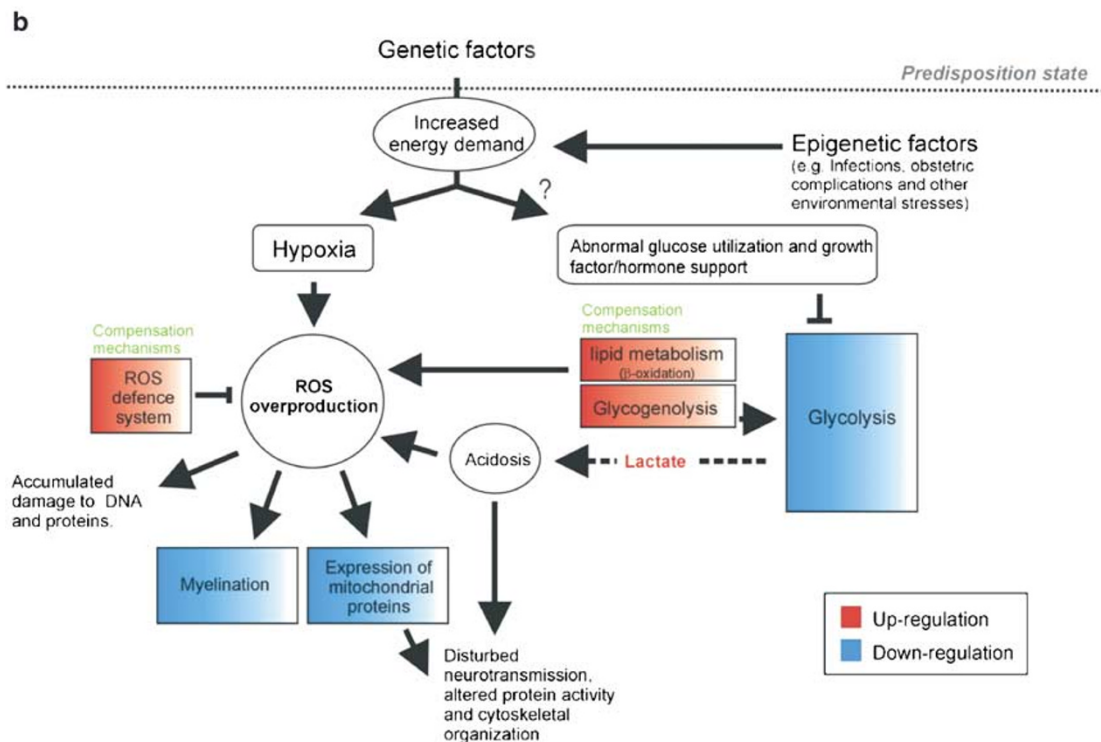 b
Genetic factors
Predisposition state
Increased
energy demand
Epigenetic factors
(e.g. Infections, obstetric
complications and other
environmental stresses)
?
Hypoxia
Abnormal glucose utilization and growth
factor/hormone support
Compensation
mechanisms
ROS
defence
system
ROS
overproduction
Compensation
mechanisms
lipid metabolism
(β-oxidation)
Glycogenolysis
Glycolysis
Acidosis
Lactate
Accumulated
damage to DNA
and proteins.
Myelination
Expression of
mitochondrial
proteins
Disturbed
neurotransmission,
altered protein activity
and cytoskeletal
organization
Up-regulation
Down-regulation